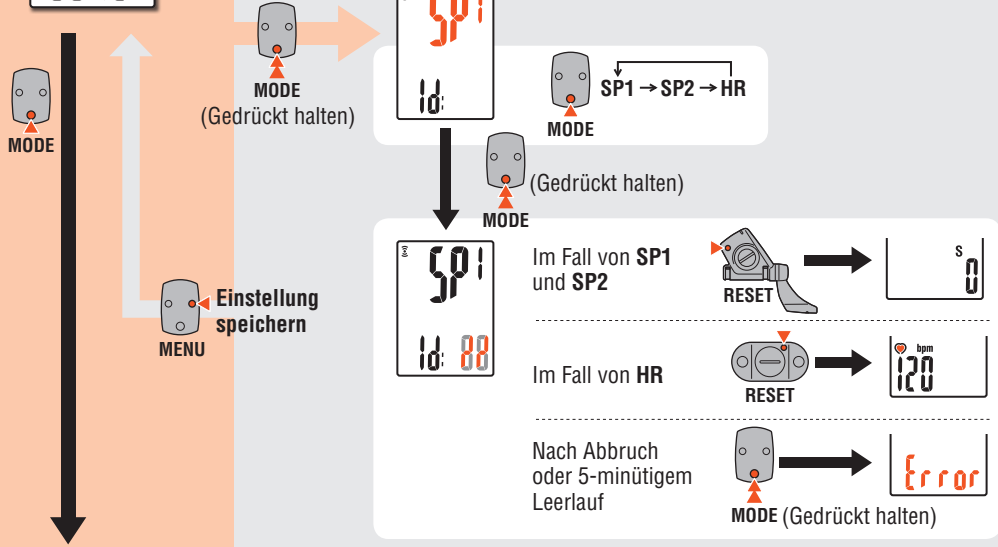 SP1
Id:
MODE
(Gedrückt halten)
SP1 → SP2 → HR
MODE
MODE
(Gedrückt halten)
MODE
SP1
Id: 88
Im Fall von SP1
und SP2
RESET
S
0
Einstellung
speichern
MENU
Im Fall von HR
RESET
bpm
120
Nach Abbruch
oder 5-minütigem
Leerlauf
MODE (Gedrückt halten)
Error